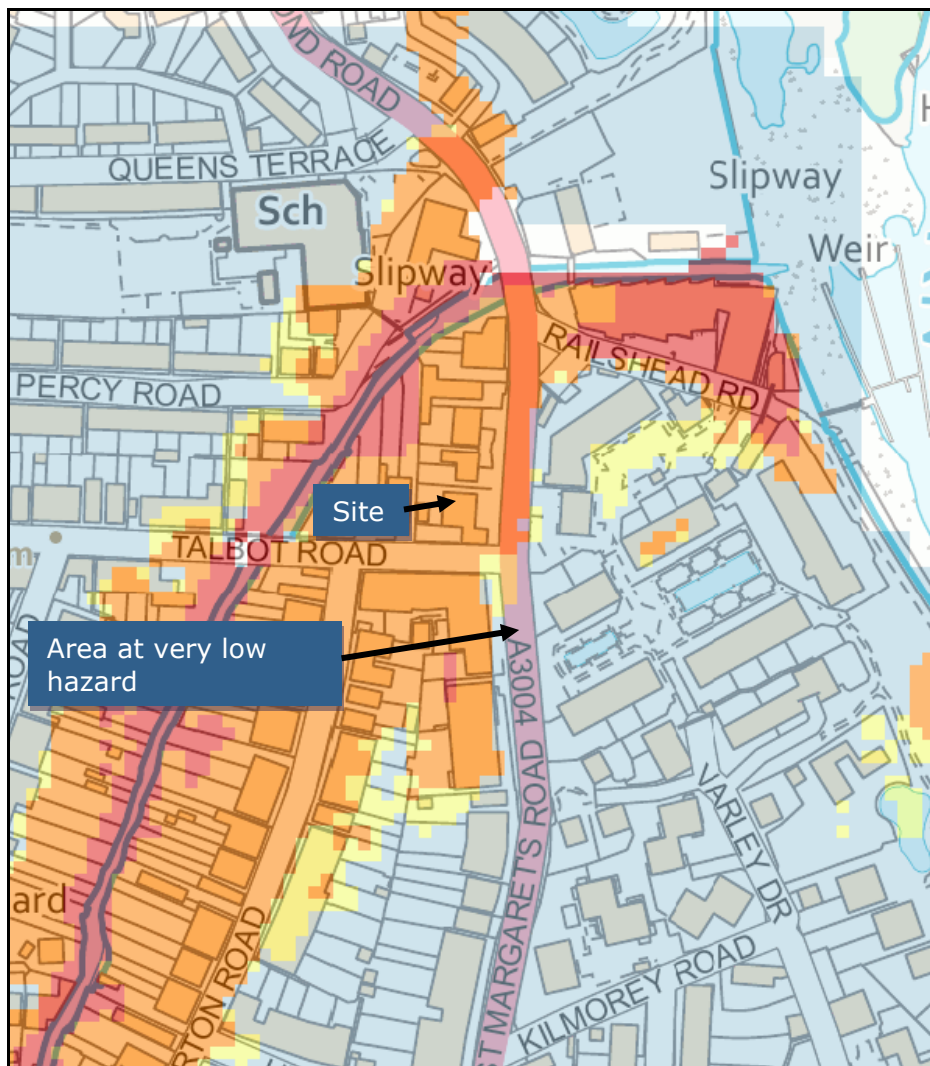 OND ROAD
QUEENS TERRACE
Slipway
Sch
Weir
Slipway
RAILSHEAD RD
PERCY ROAD
Site
TALBOT ROAD
Area at very low
hazard
A3004
ST MARGARET'S ROAD
VARLEY DR
ard
RTON ROAD
KILMOREY ROAD